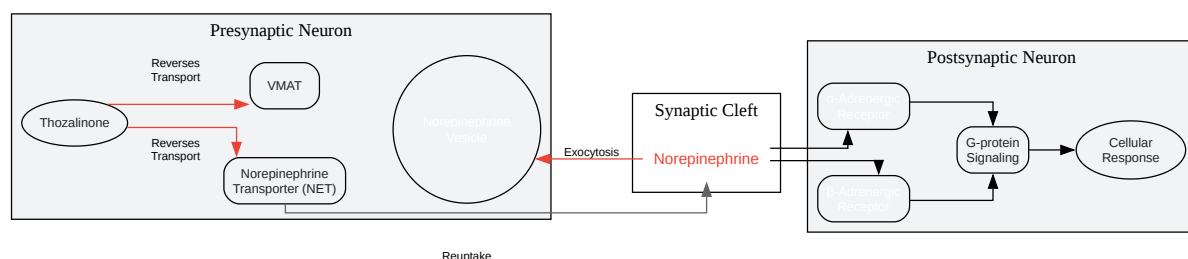 Presynaptic Neuron
Reverses
Transport
VMAT
Thozalinone
Reverses
Transport
Norepinephrine
Transporter (NET)
Norepinephrine
Vesicle
Exocytosis
Synaptic Cleft
Norepinephrine
Reuptake
Postsynaptic Neuron
α-Adrenergic
Receptor
β-Adrenergic
Receptor
G-protein
Signaling
Cellular
Response